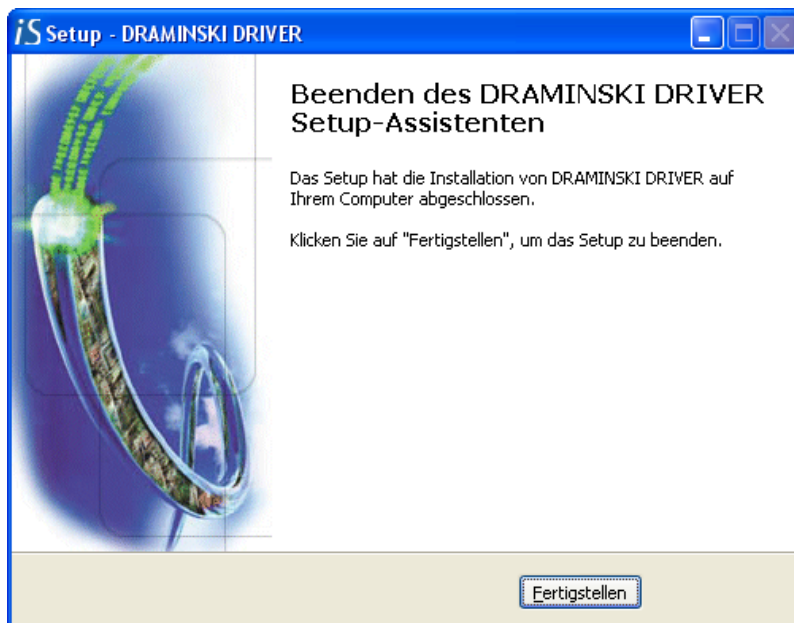 iS Setup - DRAMINSKI DRIVER
Beenden des DRAMINSKI DRIVER
Setup-Assistenten
Das Setup hat die Installation von DRAMINSKI DRIVER auf
Ihrem Computer abgeschlossen.
Klicken Sie auf "Fertigstellen", um das Setup zu beenden.
Fertigstellen